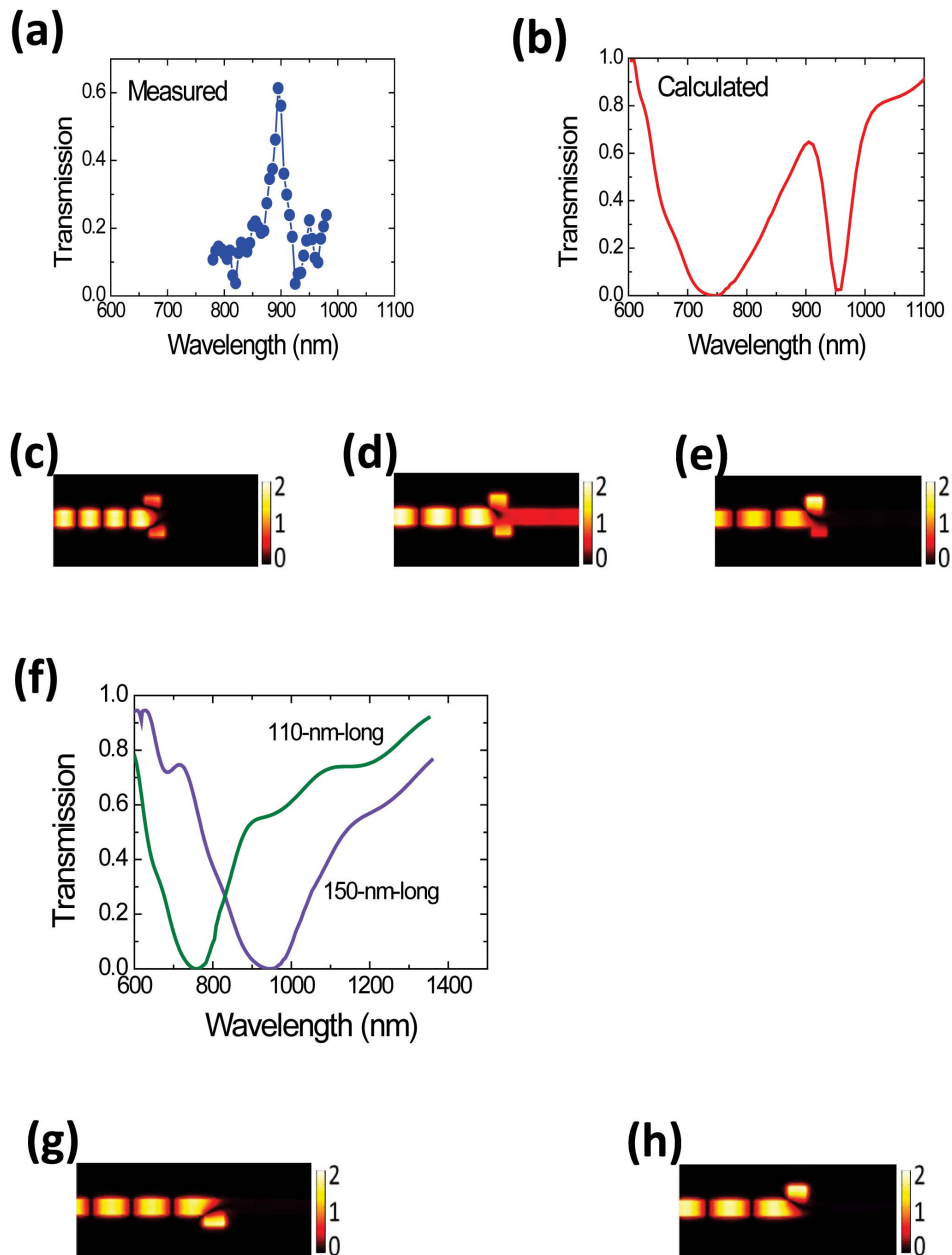 (a)
Measured
Transmission
0.6
0.4
0.2
0.0
600 700 800 900 1000 1100
Wavelength (nm)
(b)
Calculated
Transmission
1.0
0.8
0.6
0.4
0.2
0.0
600 700 800 900 1000 1100
Wavelength (nm)
(c)
2
1
0
(d)
2
1
0
(e)
2
1
0
(f)
110-nm-long
150-nm-long
Transmission
1.0
0.8
0.6
0.4
0.2
0.0
600 800 1000 1200 1400
Wavelength (nm)
(g)
2
1
0
(h)
2
1
0